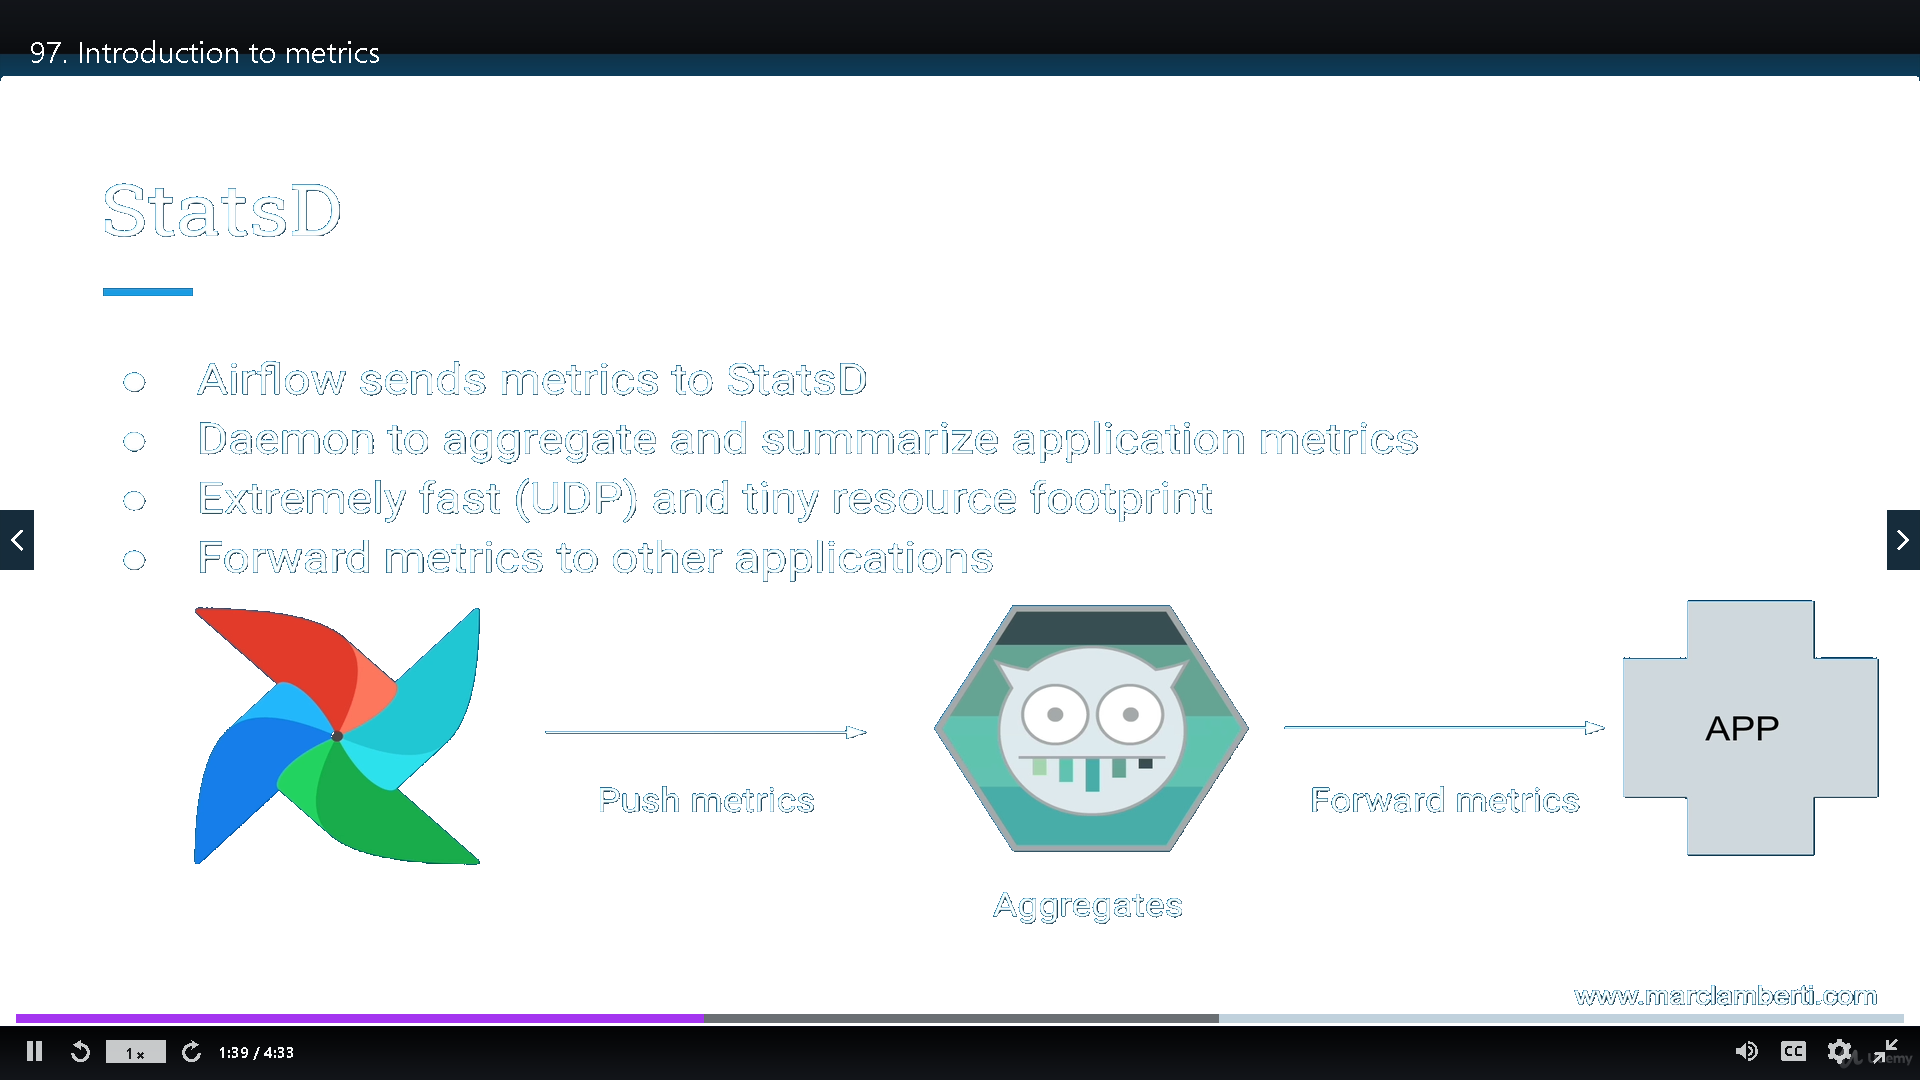 97. Introduction to metrics
StatsD
Airflow sends metrics to StatsD
Daemon to aggregate and summarize application metrics
Extremely fast (UDP) and tiny resource footprint
Forward metrics to other applications
APP
Push metrics
Forward metrics
Aggregates
www.marclamberti.com
1x
1:39 / 4:33
CC
Udemy